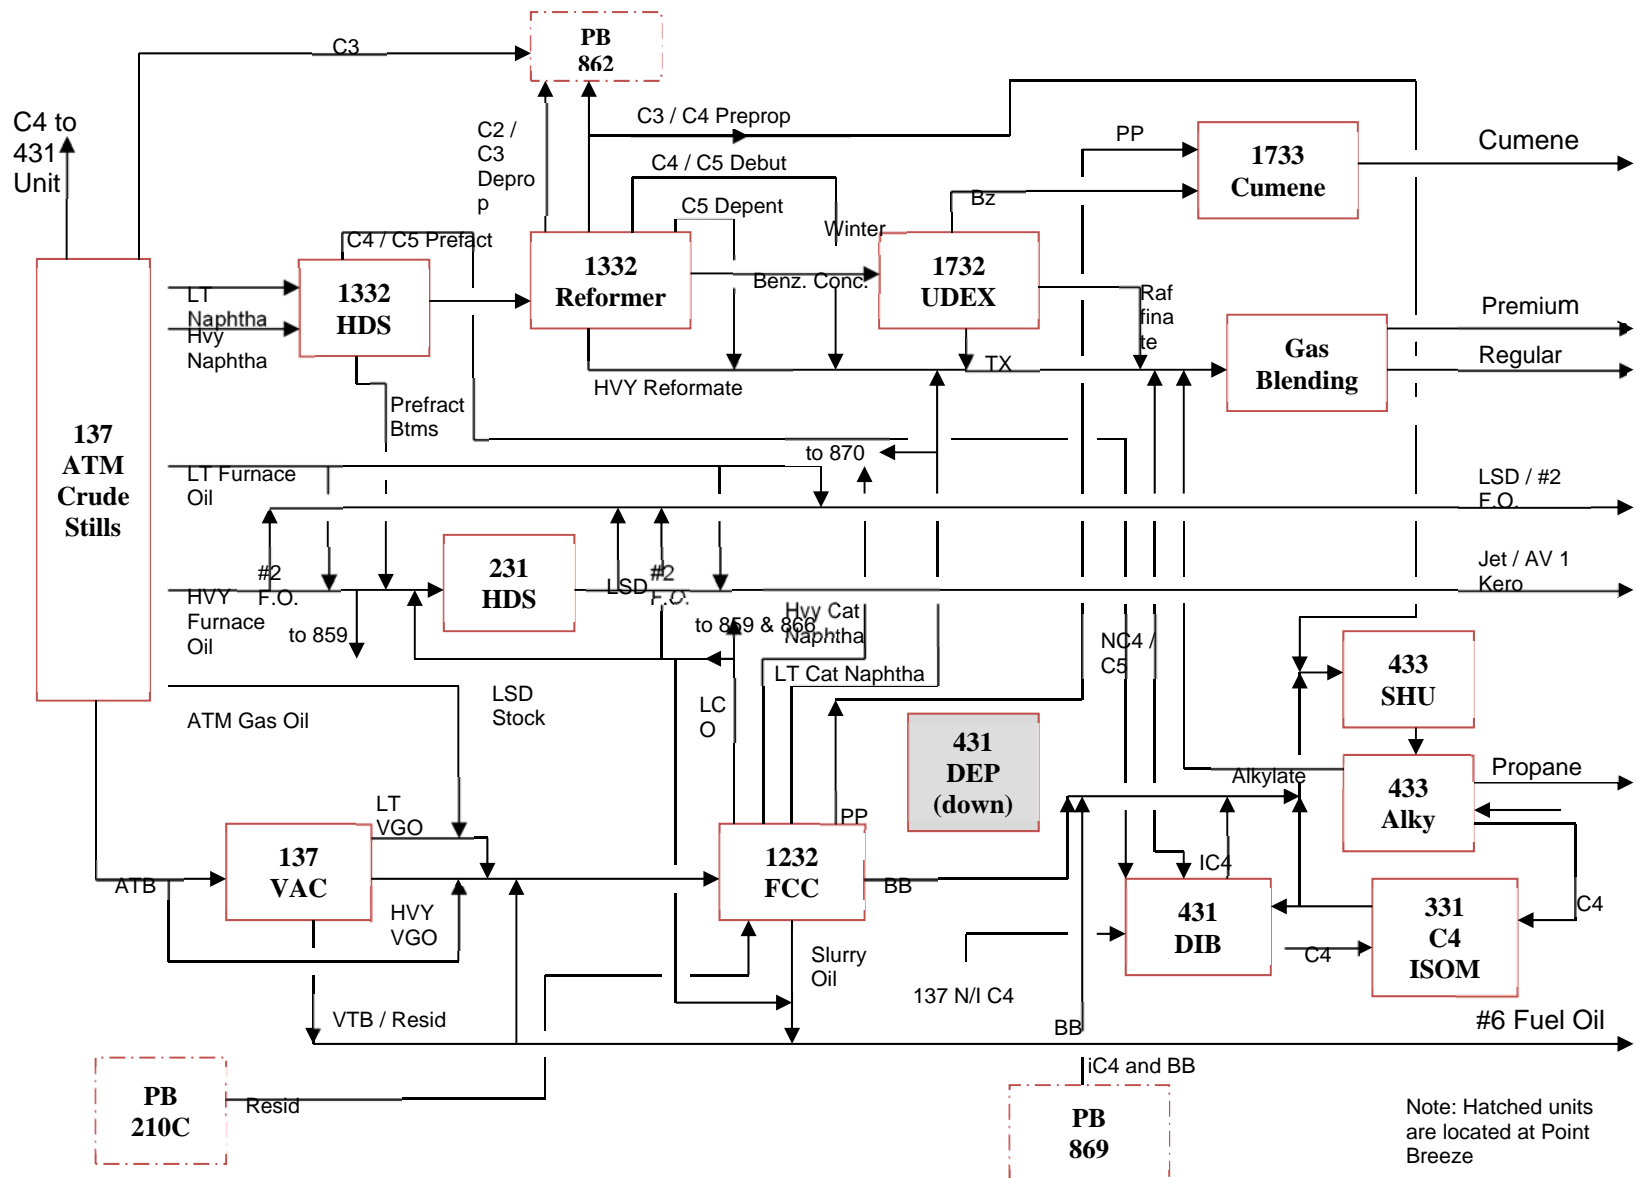 PB
862
C3
C4 to
431
Unit
C2 /
C3
Depro
p
C3 / C4 Preprop
C4 / C5 Debut
C5 Depent
PP
1733
Cumene
Cumene
Bz
Winter
C4 / C5 Prefact
1332
HDS
1332
Reformer
Benz. Conc.
1732
UDEX
Raf
fina
te
LT
Naphtha
Hvy
Naphtha
Gas
Blending
Premium
Regular
TX
HVY Reformate
Prefract
Btms
137
ATM
Crude
Stills
to 870
LT Furnace
Oil
LSD / #2
F.O.
231
HDS
#2
F.O.
LSD
#2
F.O.
Jet / AV 1
Kero
HVY
Furnace
Oil
to 859
to 859 & 866
Hvy Cat
Naphtha
NC4 /
C5
LT Cat Naphtha
433
SHU
ATM Gas Oil
LSD
Stock
LC
O
431
DEP
(down)
Alkylate
433
Alky
Propane
LT
VGO
PP
137
VAC
ATB
HVY
VGO
1232
FCC
BB
IC4
431
DIB
331
C4
ISOM
C4
C4
Slurry
Oil
137 N/I C4
VTB / Resid
BB
#6 Fuel Oil
iC4 and BB
PB
210C
Resid
PB
869
Note: Hatched units
are located at Point
Breeze